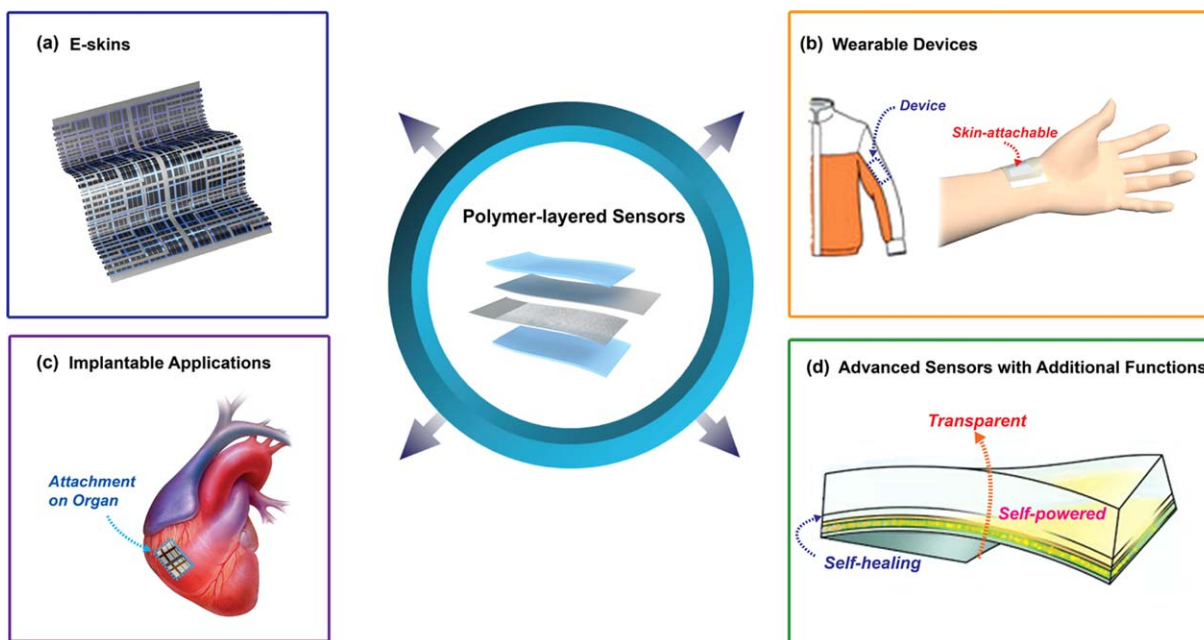 (a) E-skins
(b) Wearable Devices
Device
Skin-attachable
Polymer-layered Sensors
(c) Implantable Applications
Attachment
on Organ
(d) Advanced Sensors with Additional Functions
Transparent
Self-powered
Self-healing